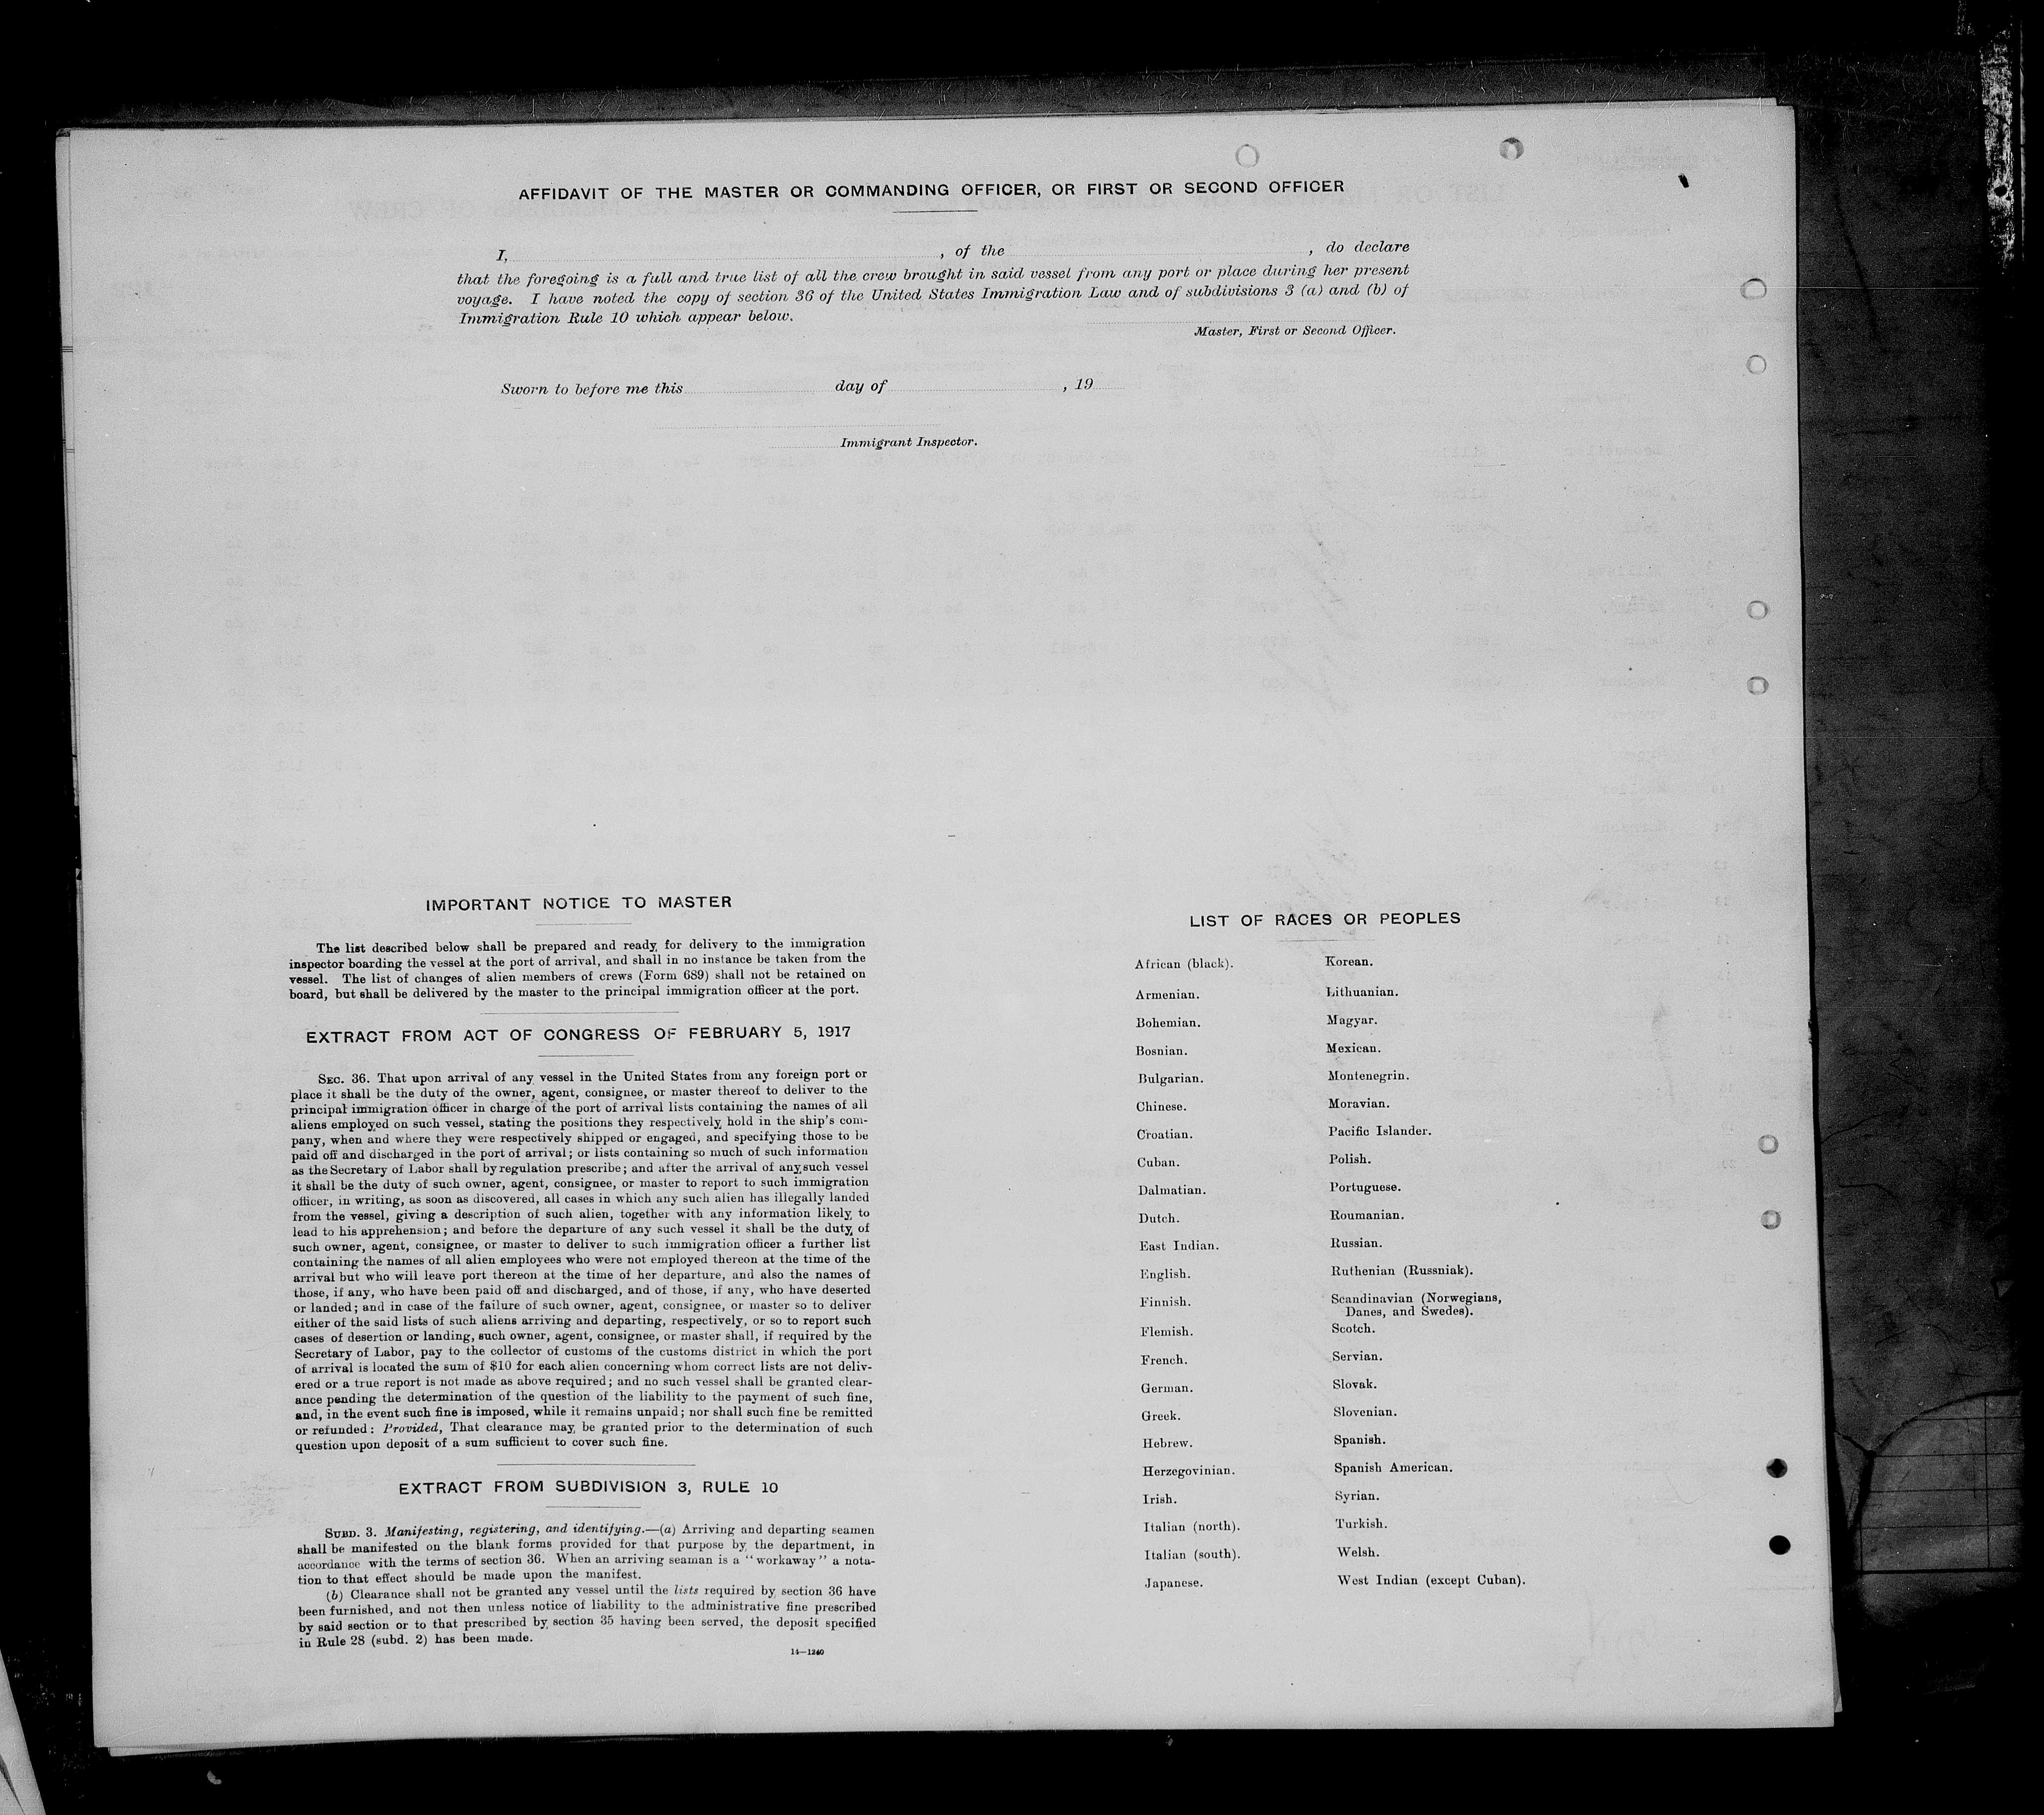 AFFIDAVIT OF THE MASTER OR COMMANDING OFFICER, OR FIRST OR SECOND OFFICER
I, , of the , do declare
that the foregoing is a full and true list of all the crew brought in said vessel from any port or place during her present
voyage. I have noted the copy of section 36 of the United States Immigration Law and of subdivisions 3 (a) and (b) of
Immigration Rule 10 which appear below.
Master, First or Second Officer.
Sworn to before me this day of , 19
Immigrant Inspector.
IMPORTANT NOTICE TO MASTER
The list described below shall be prepared and ready for delivery to the immigration
inspector boarding the vessel at the port of arrival, and shall in no instance be taken from the
vessel. The list of changes of alien members of crews (Form 689) shall not be retained on
board, but shall be delivered by the master to the principal immigration officer at the port.
EXTRACT FROM ACT OF CONGRESS OF FEBRUARY 5, 1917
SEC. 36. That upon arrival of any vessel in the United States from any foreign port or
place it shall be the duty of the owner, agent, consignee, or master thereof to deliver to the
principal immigration officer in charge of the port of arrival lists containing the names of all
aliens employed on such vessel, stating the positions they respectively hold in the ship's com-
pany, when and where they were respectively shipped or engaged, and specifying those to be
paid off and discharged in the port of arrival; or lists containing so much of such information
as the Secretary of Labor shall by regulation prescribe; and after the arrival of any such vessel
it shall be the duty of such owner, agent, consignee, or master to report to such immigration
officer, in writing, as soon as discovered, all cases in which any such alien has illegally landed
from the vessel, giving a description of such alien, together with any information likely to
lead to his apprehension; and before the departure of any such vessel it shall be the duty of
such owner, agent, consignee, or master to deliver to such immigration officer a further list
containing the names of all alien employees who were not employed thereon at the time of the
arrival but who will leave port thereon at the time of her departure, and also the names of
those, if any, who have been paid off and discharged, and of those, if any, who have deserted
or landed; and in case of the failure of such owner, agent, consignee, or master so to deliver
either of the said lists of such aliens arriving and departing, respectively, or so to report such
cases of desertion or landing, such owner, agent, consignee, or master shall, if required by the
Secretary of Labor, pay to the collector of customs of the customs district in which the port
of arrival is located the sum of $10 for each alien concerning whom correct lists are not deliv-
ered or a true report is not made as above required; and no such vessel shall be granted clear-
ance pending the determination of the question of the liability to the payment of such fine,
and, in the event such fine is imposed, while it remains unpaid; nor shall such fine be remitted
or refunded: Provided, That clearance may be granted prior to the determination of such
question upon deposit of a sum sufficient to cover such fine.
EXTRACT FROM SUBDIVISION 3, RULE 10
SUBD. 3. Manifesting, registering, and identifying.—(a) Arriving and departing seamen
shall be manifested on the blank forms provided for that purpose by the department, in
accordance with the terms of section 36. When an arriving seaman is a "workaway" a nota-
tion to that effect should be made upon the manifest.
(b) Clearance shall not be granted any vessel until the lists required by section 36 have
been furnished, and not then unless notice of liability to the administrative fine prescribed
by said section or to that prescribed by section 35 having been served, the deposit specified
in Rule 28 (subd. 2) has been made.
14—1240
LIST OF RACES OR PEOPLES
African (black).
Armenian.
Bohemian.
Bosnian.
Bulgarian.
Chinese.
Croatian.
Cuban.
Dalmatian.
Dutch.
East Indian.
English.
Finnish.
Flemish.
French.
German.
Greek.
Hebrew.
Herzegovinian.
Irish.
Italian (north).
Italian (south).
Japanese.
Korean.
Lithuanian.
Magyar.
Mexican.
Montenegrin.
Moravian.
Pacific Islander.
Polish.
Portuguese.
Roumanian.
Russian.
Ruthenian (Russniak).
Scandinavian (Norwegians,
Danes, and Swedes).
Scotch.
Servian.
Slovak.
Slovenian.
Spanish.
Spanish American.
Syrian.
Turkish.
Welsh.
West Indian (except Cuban).